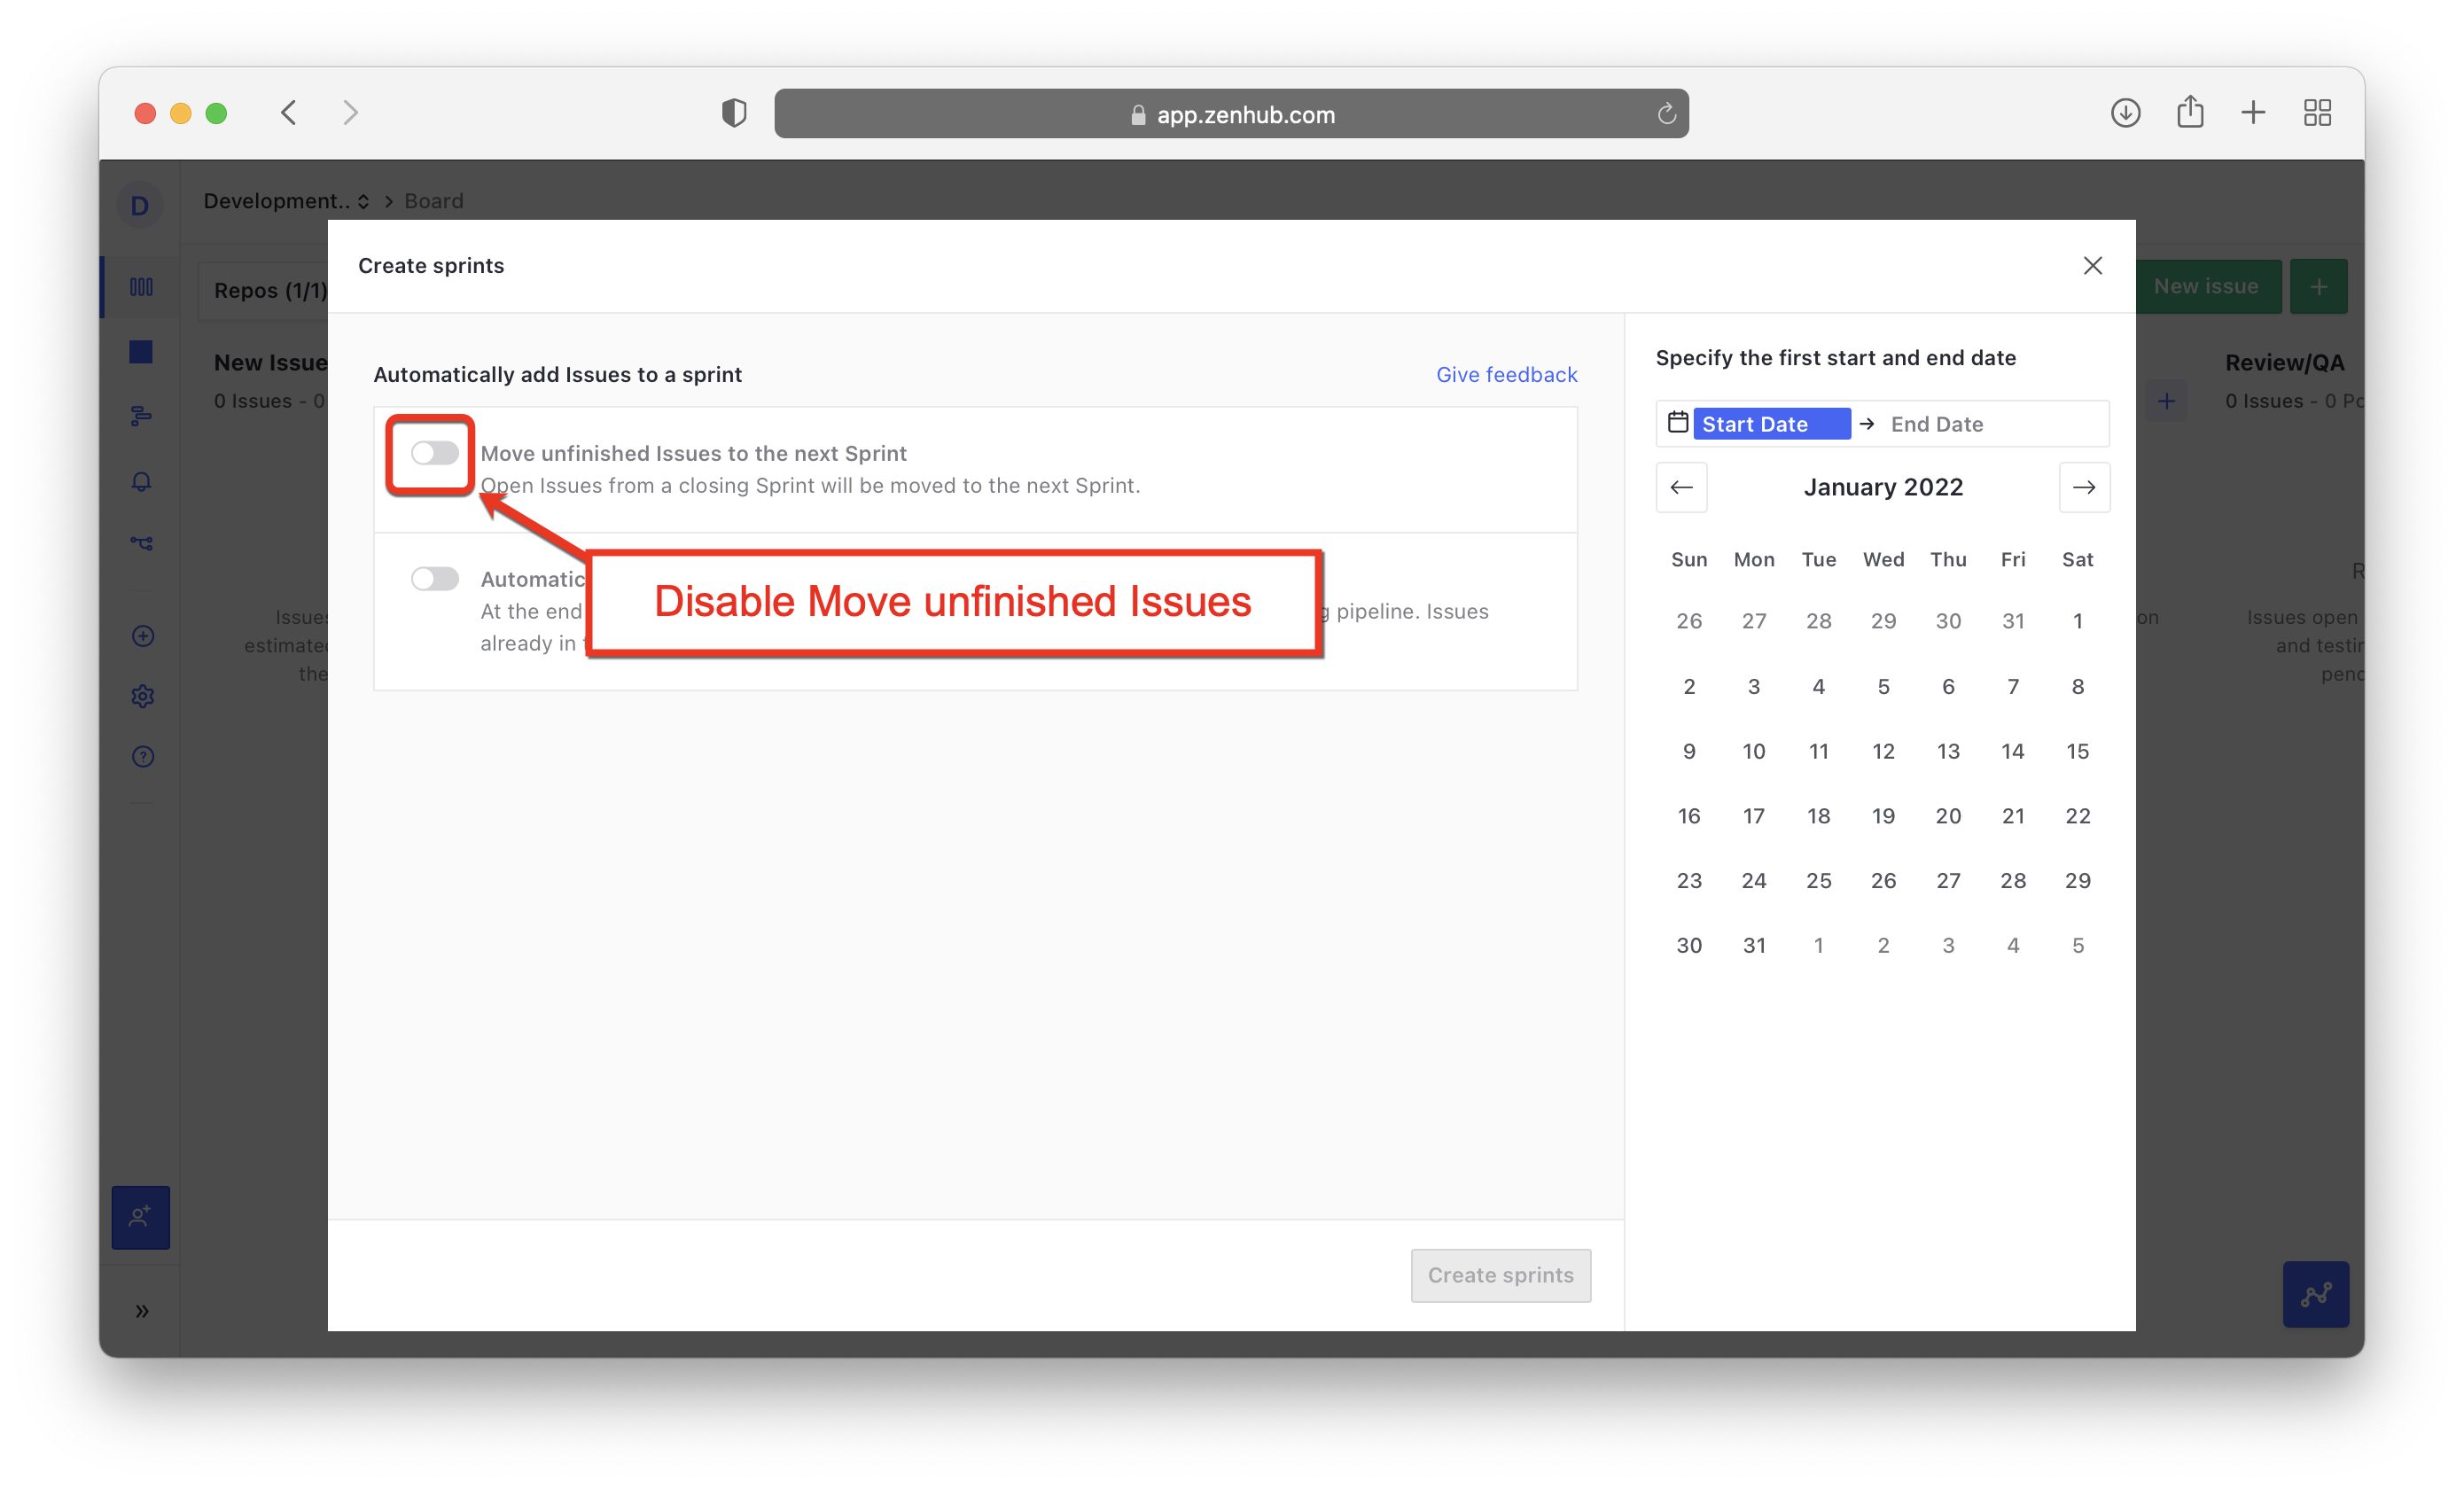 app.zenhub.com
D
Development.. > Board
Create sprints
Repos (1/1)
New issue
+
New Issue
0 Issues - 0
Review/QA
0 Issues - 0
Automatically add Issues to a sprint
Give feedback
Move unfinished Issues to the next Sprint
Open Issues from a closing Sprint will be moved to the next Sprint.
Disable Move unfinished Issues
At the end
pipeline. Issues
already in
Issues
estimated
the
on
Issues open
and
Specify the first start and end date
Start Date → End Date
January 2022
Sun Mon Tue Wed Thu Fri Sat
26 27 28 29 30 31 1
2 3 4 5 6 7 8
9 10 11 12 13 14 15
16 17 18 19 20 21 22
23 24 25 26 27 28 29
30 31 1 2 3 4 5
Create sprints